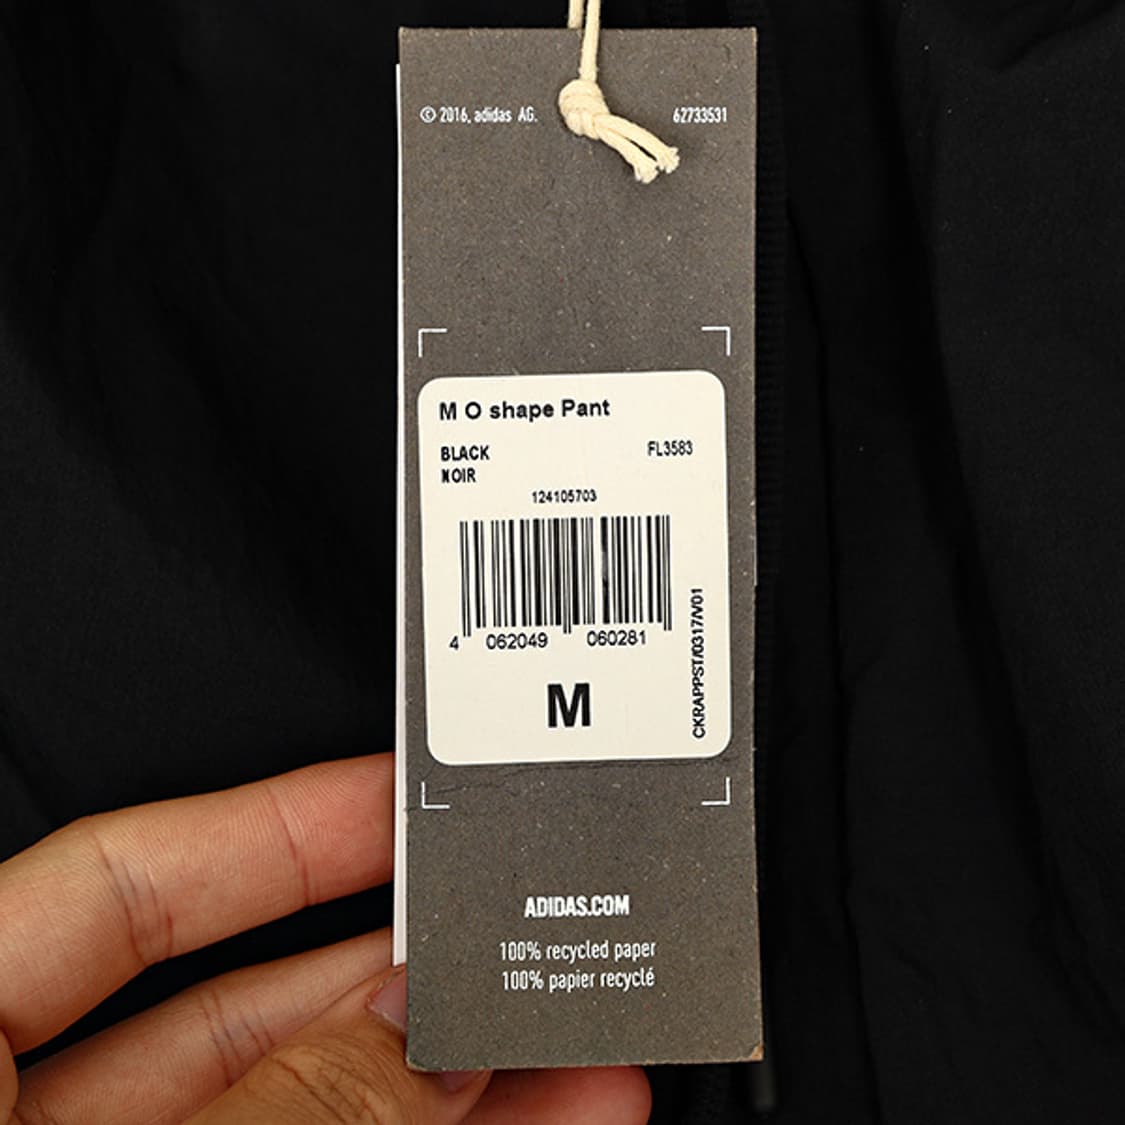 © 2016, adidas AG. 62733531
M O shape Pant
BLACK FL3583
NOIR
124105703
4 062049 060281
CKRAPPST/0317/V01
M
ADIDAS.COM
100% recycled paper
100% papier recyclé